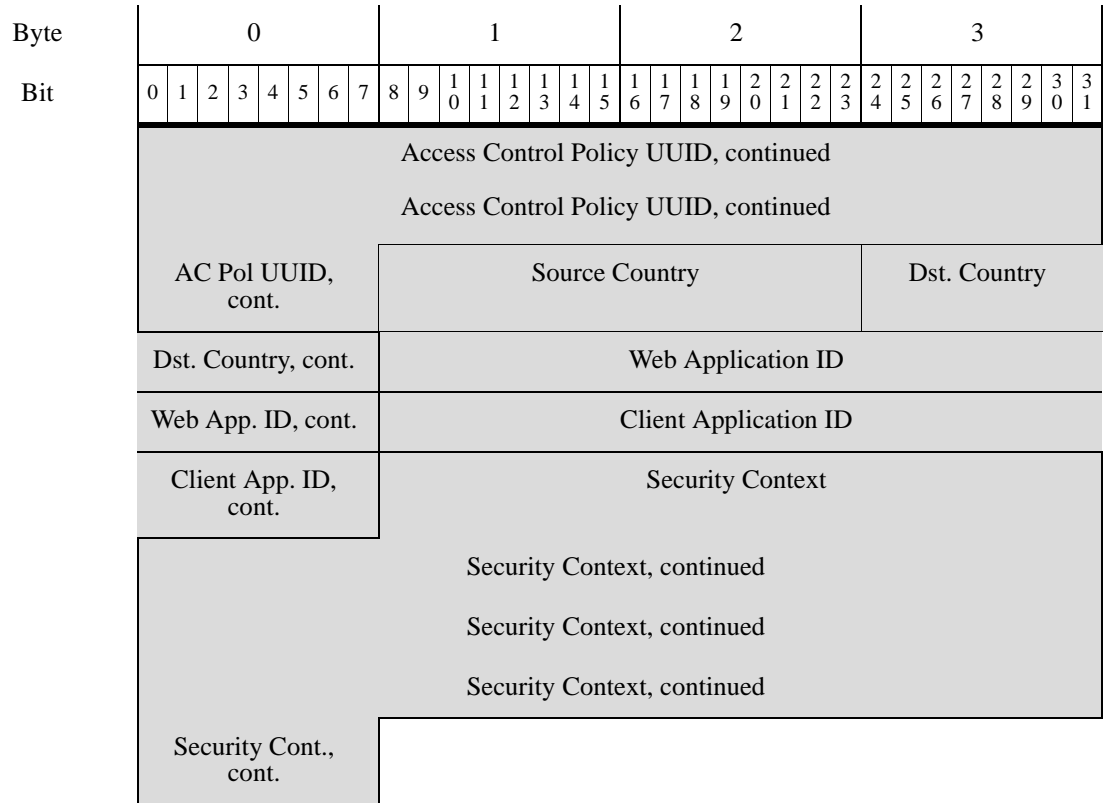 Byte 0 1 2 3
Bit 0 1 2 3 4 5 6 7 8 9 10 11 12 13 14 15 16 17 18 19 20 21 22 23 24 25 26 27 28 29 30 31
Access Control Policy UUID, continued
Access Control Policy UUID, continued
AC Pol UUID,
cont.
Source Country
Dst. Country
Dst. Country, cont.
Web Application ID
Web App. ID, cont.
Client Application ID
Client App. ID,
cont.
Security Context
Security Context, continued
Security Context, continued
Security Context, continued
Security Cont.,
cont.